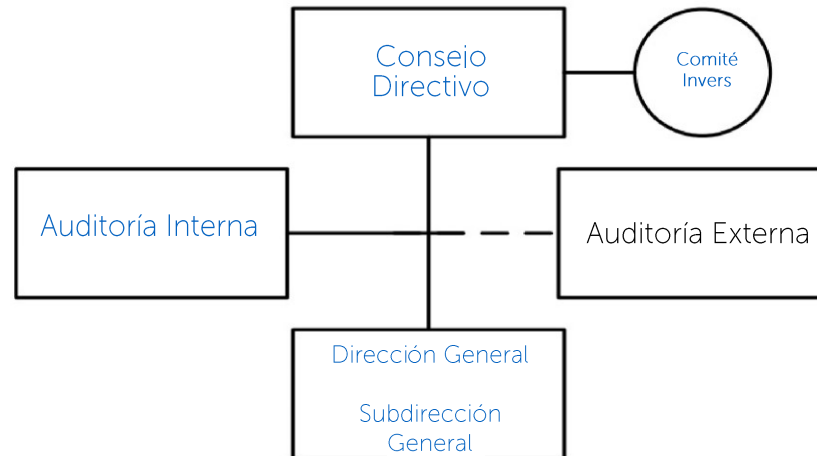 Consejo
Directivo
Comité
Invers
Auditoría Interna
Auditoría Externa
Dirección General
Subdirección
General